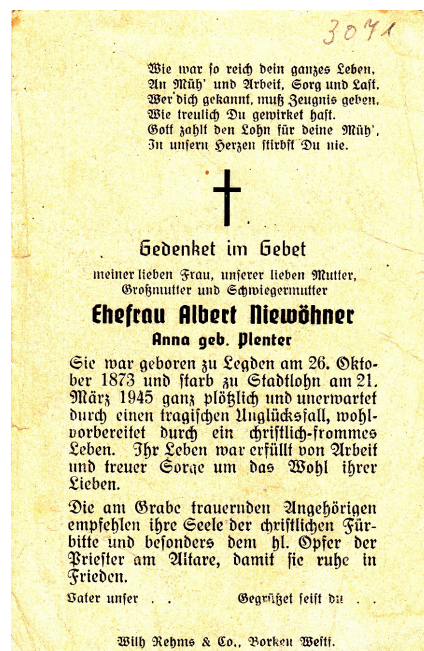 3071
Wie war so reich dein ganzes Leben,
An Müh' und Arbeit, Sorg und Last.
Wer dich gekannt, muß Zeugnis geben,
Wie treulich Du gewirket hast.
Gott zahlt den Lohn für deine Müh',
In unsern Herzen stirbst Du nie.
Gedenket im Gebet
meiner lieben Frau, unserer lieben Mutter,
Großmutter und Schwiegermutter
Ehefrau Albert Niewöhner
Anna geb. Plenter
Sie war geboren zu Legden am 26. Okto-
ber 1873 und starb zu Stadtlohn am 21.
März 1945 ganz plötzlich und unerwartet
durch einen tragischen Unglücksfall, wohl-
vorbereitet durch ein christlich-frommes
Leben. Ihr Leben war erfüllt von Arbeit
und treuer Sorge um das Wohl ihrer
Lieben.
Die am Grabe trauernden Angehörigen
empfehlen ihre Seele der christlichen Für-
bitte und besonders dem hl. Opfer der
Priester am Altare, damit sie ruhe in
Frieden.
Vater unser . . Gegrüßet seist du . .
Wilh Rehms & Co., Borken Westf.